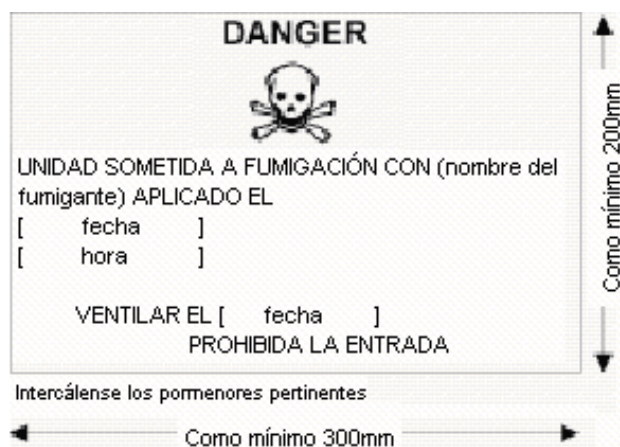 DANGER
UNIDAD SOMETIDA A FUMIGACIÓN CON (nombre del
fumigante) APLICADO EL
[ fecha ]
[ hora ]
VENTILAR EL [ fecha ]
PROHIBIDA LA ENTRADA
Intercálense los pormenores pertinentes
Como mínimo 300mm
Como mínimo 200mm